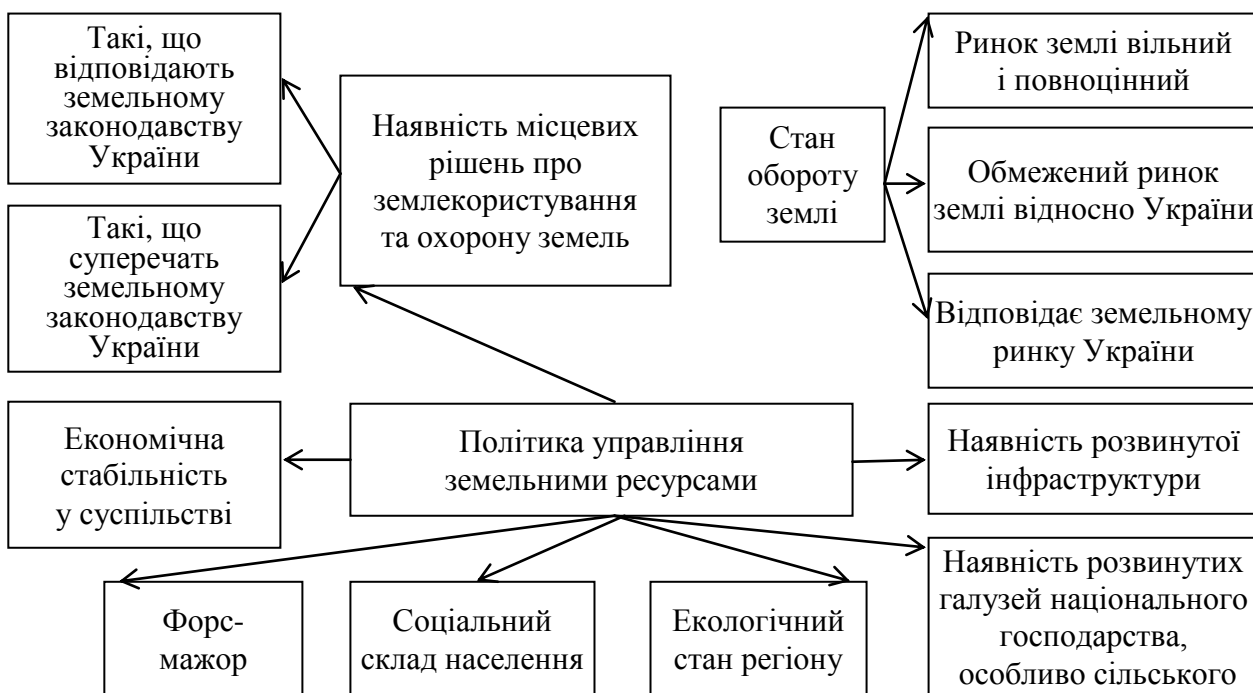 Такі, що
відповідають
земельному
законодавству
України
Наявність місцевих
рішень про
землекористування
та охорону земель
Стан
обороту
землі
Ринок землі вільний
і повноцінний
Обмежений ринок
землі відносно України
Такі, що
суперечать
земельному
законодавству
України
Відповідає земельному
ринку України
Економічна
стабільність
у суспільстві
Політика управління
земельними ресурсами
Наявність розвинутої
інфраструктури
Форс-
мажор
Соціальний
склад населення
Екологічний
стан регіону
Наявність розвинутих
галузей національного
господарства,
особливо сільського